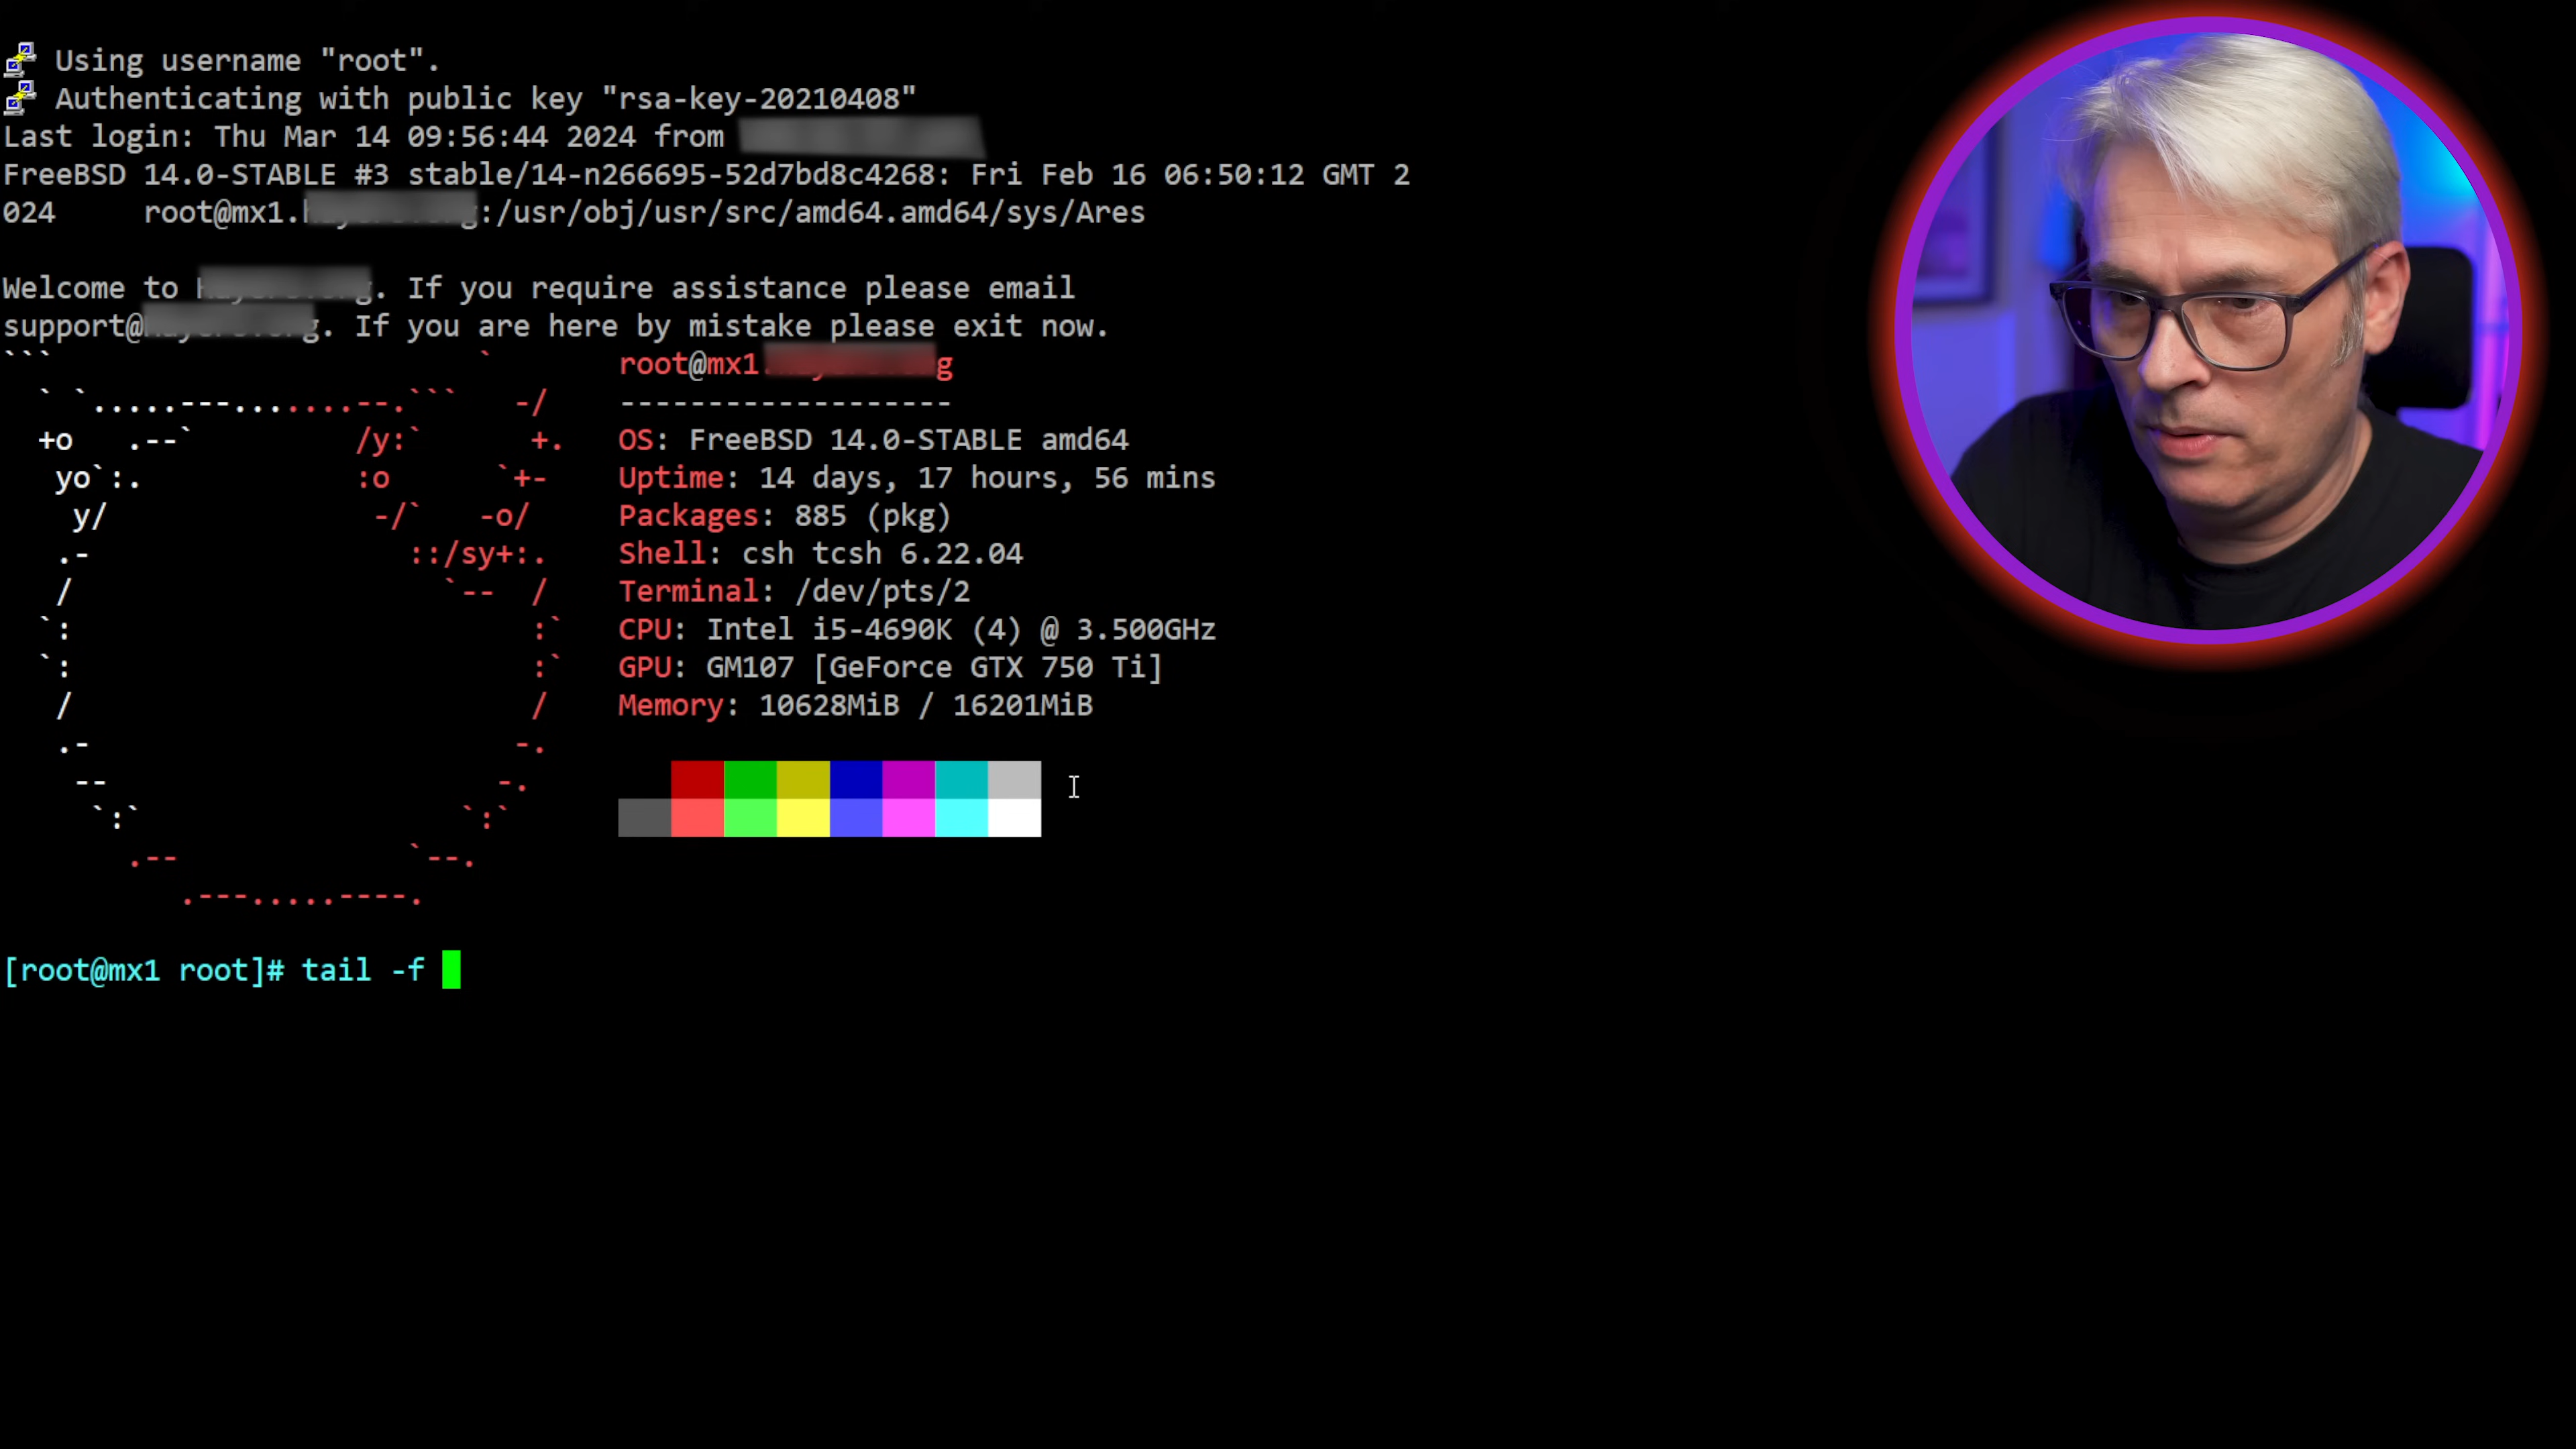 Using username "root".
Authenticating with public key "rsa-key-20210408"
Last login: Thu Mar 14 09:56:44 2024 from
FreeBSD 14.0-STABLE #3 stable/14-n266695-52d7bd8c4268: Fri Feb 16 06:50:12 GMT 2
024 root@mx1. :/usr/obj/usr/src/amd64.amd64/sys/Ares
Welcome to . If you require assistance please email
support@ . If you are here by mistake please exit now.
root@mx1
---------
OS: FreeBSD 14.0-STABLE amd64
Uptime: 14 days, 17 hours, 56 mins
Packages: 885 (pkg)
Shell: csh tcsh 6.22.04
Terminal: /dev/pts/2
CPU: Intel i5-4690K (4) @ 3.500GHz
GPU: GM107 [GeForce GTX 750 Ti]
Memory: 10628MiB / 16201MiB
[root@mx1 root]# tail -f